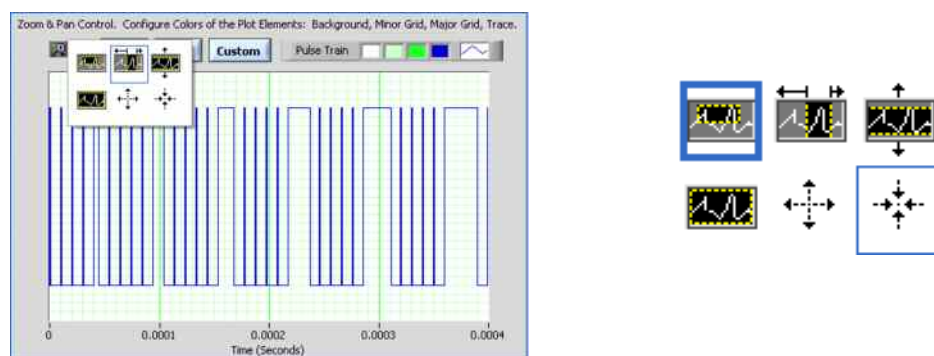 Zoom & Pan Control. Configure Colors of the Plot Elements: Background, Minor Grid, Major Grid, Trace.
Custom Pulse Train
0 0.0001 0.0002 0.0003 0.0004
Time (Seconds)